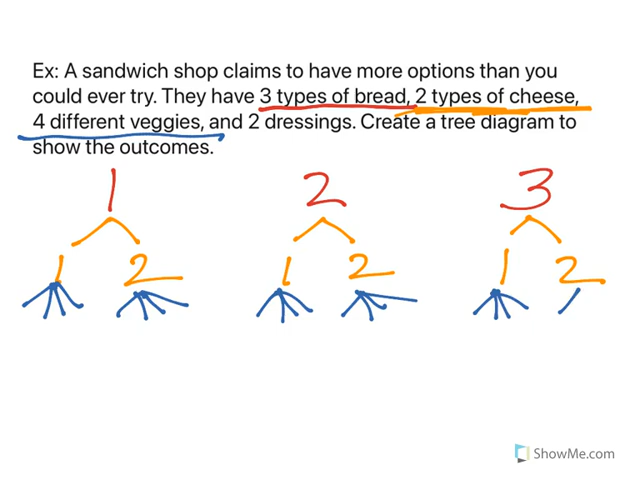 Ex: A sandwich shop claims to have more options than you
could ever try. They have 3 types of bread, 2 types of cheese,
4 different veggies, and 2 dressings. Create a tree diagram to
show the outcomes.
1 2 3
1 2 1 2 1 2
ShowMe.com